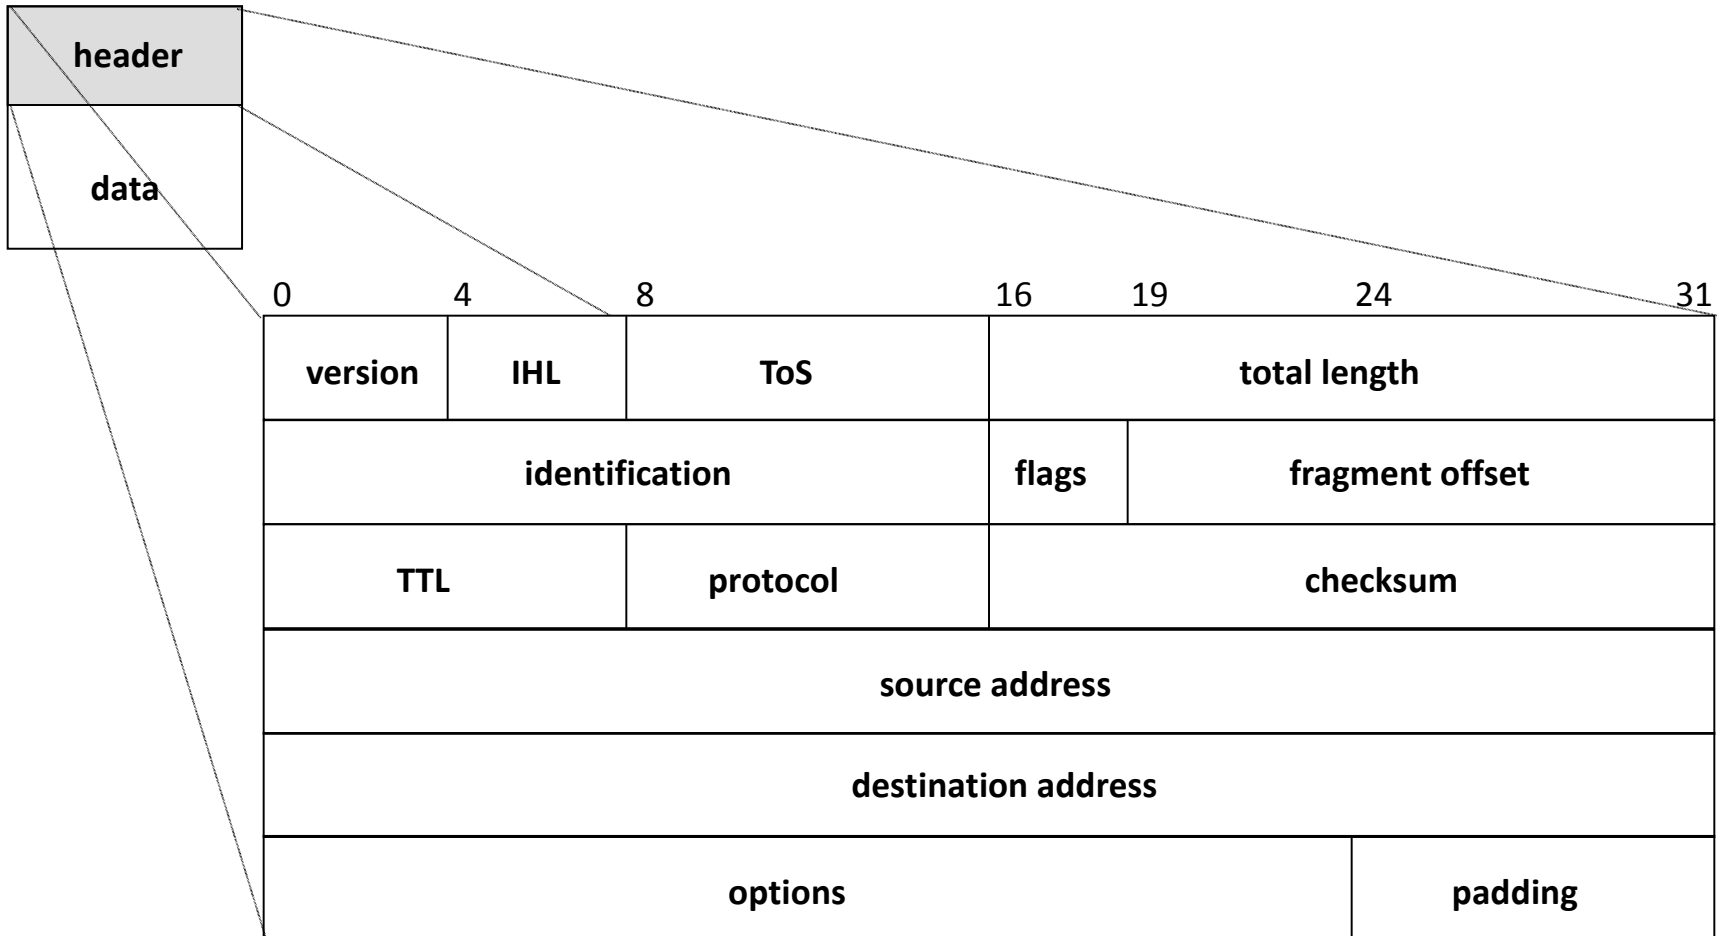 header
data
0 4 8 16 19 24 31
version IHL ToS total length
identification flags fragment offset
TTL protocol checksum
source address
destination address
options padding